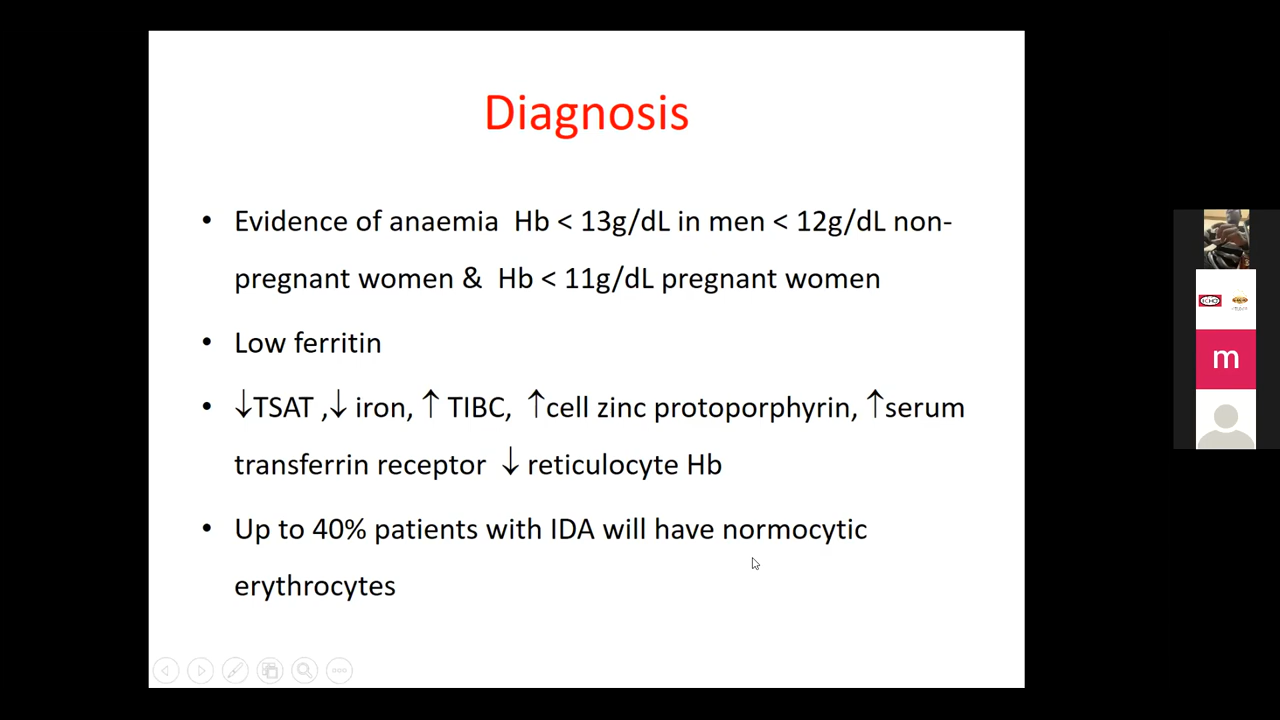 Diagnosis
• Evidence of anaemia Hb < 13g/dL in men < 12g/dL non-
pregnant women & Hb < 11g/dL pregnant women
• Low ferritin
• ↓TSAT ,↓ iron, ↑ TIBC, ↑cell zinc protoporphyrin, ↑serum
transferrin receptor ↓ reticulocyte Hb
• Up to 40% patients with IDA will have normocytic
erythrocytes
ECHO
m